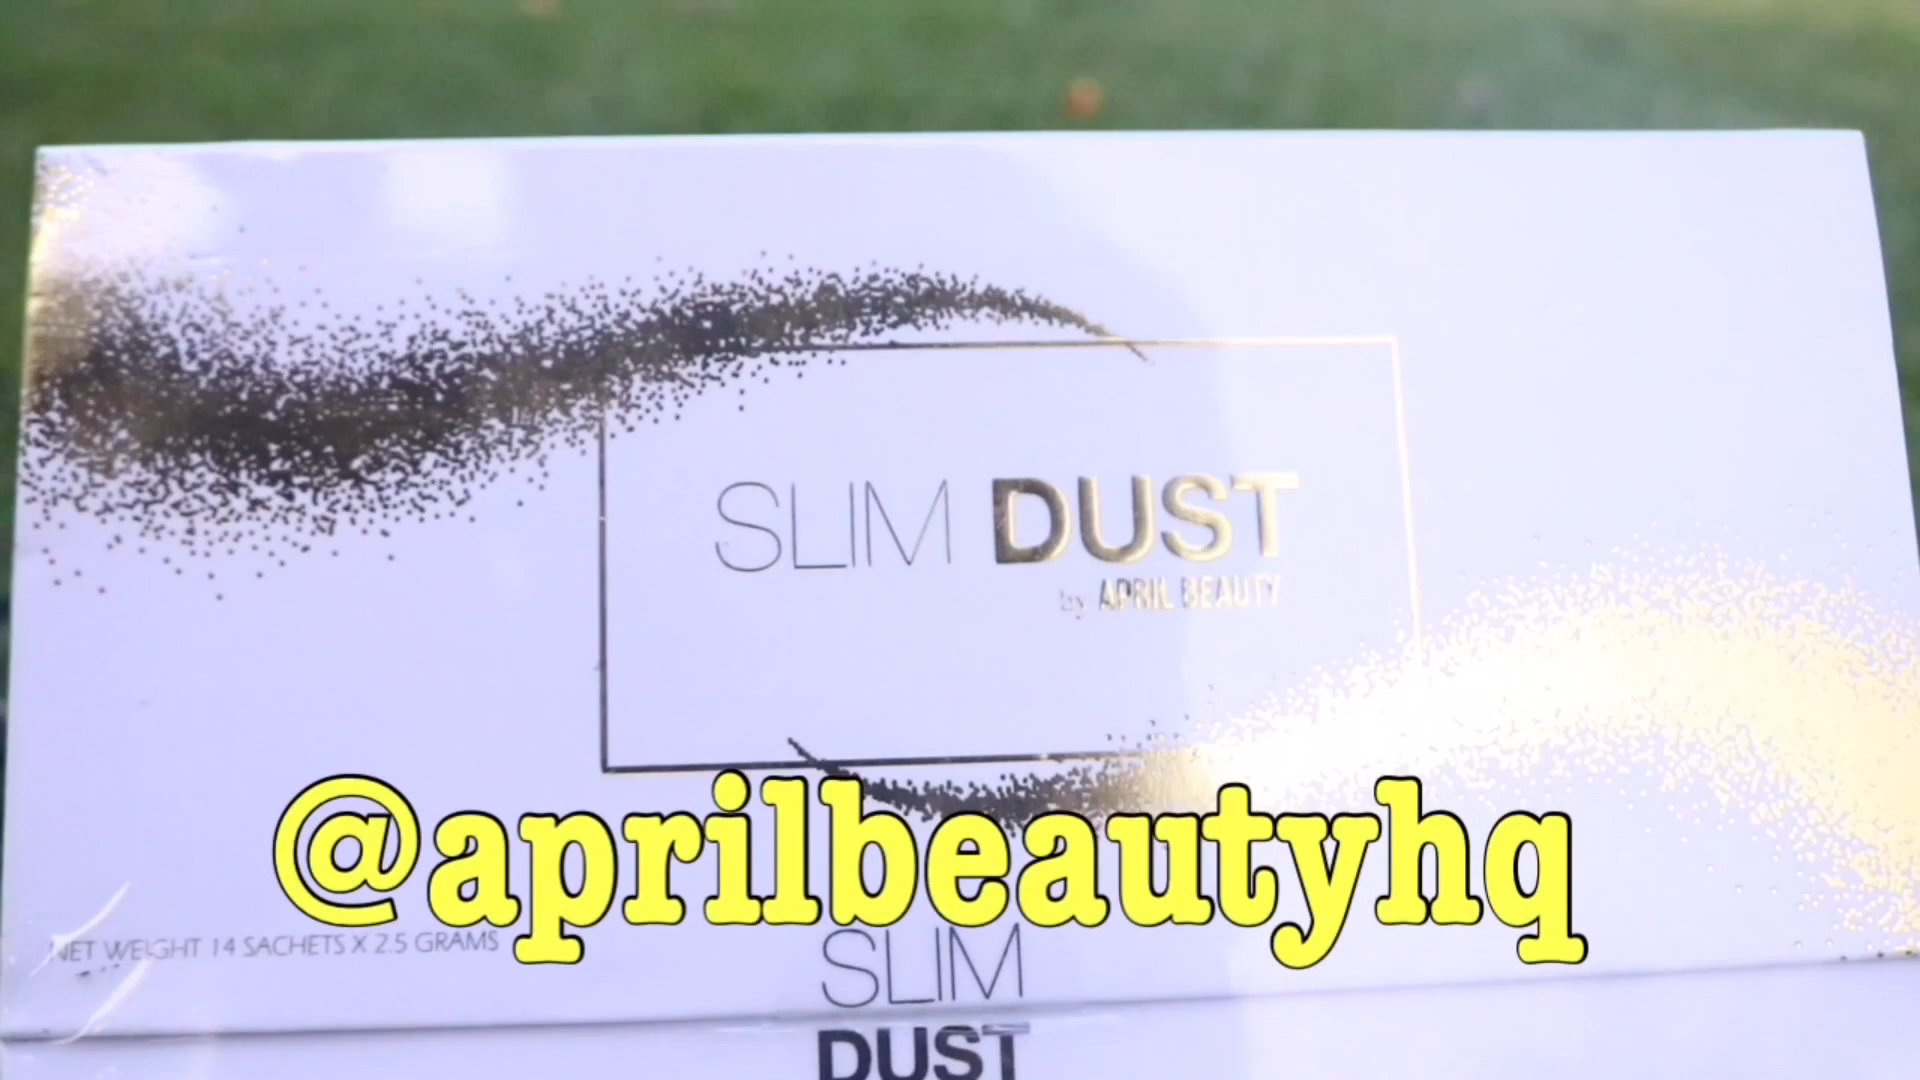 SLIM DUST
by APRIL BEAUTY
@aprilbeautyhq
NET WEIGHT 14 SACHETS X 2.5 GRAMS
SLIM
DUST